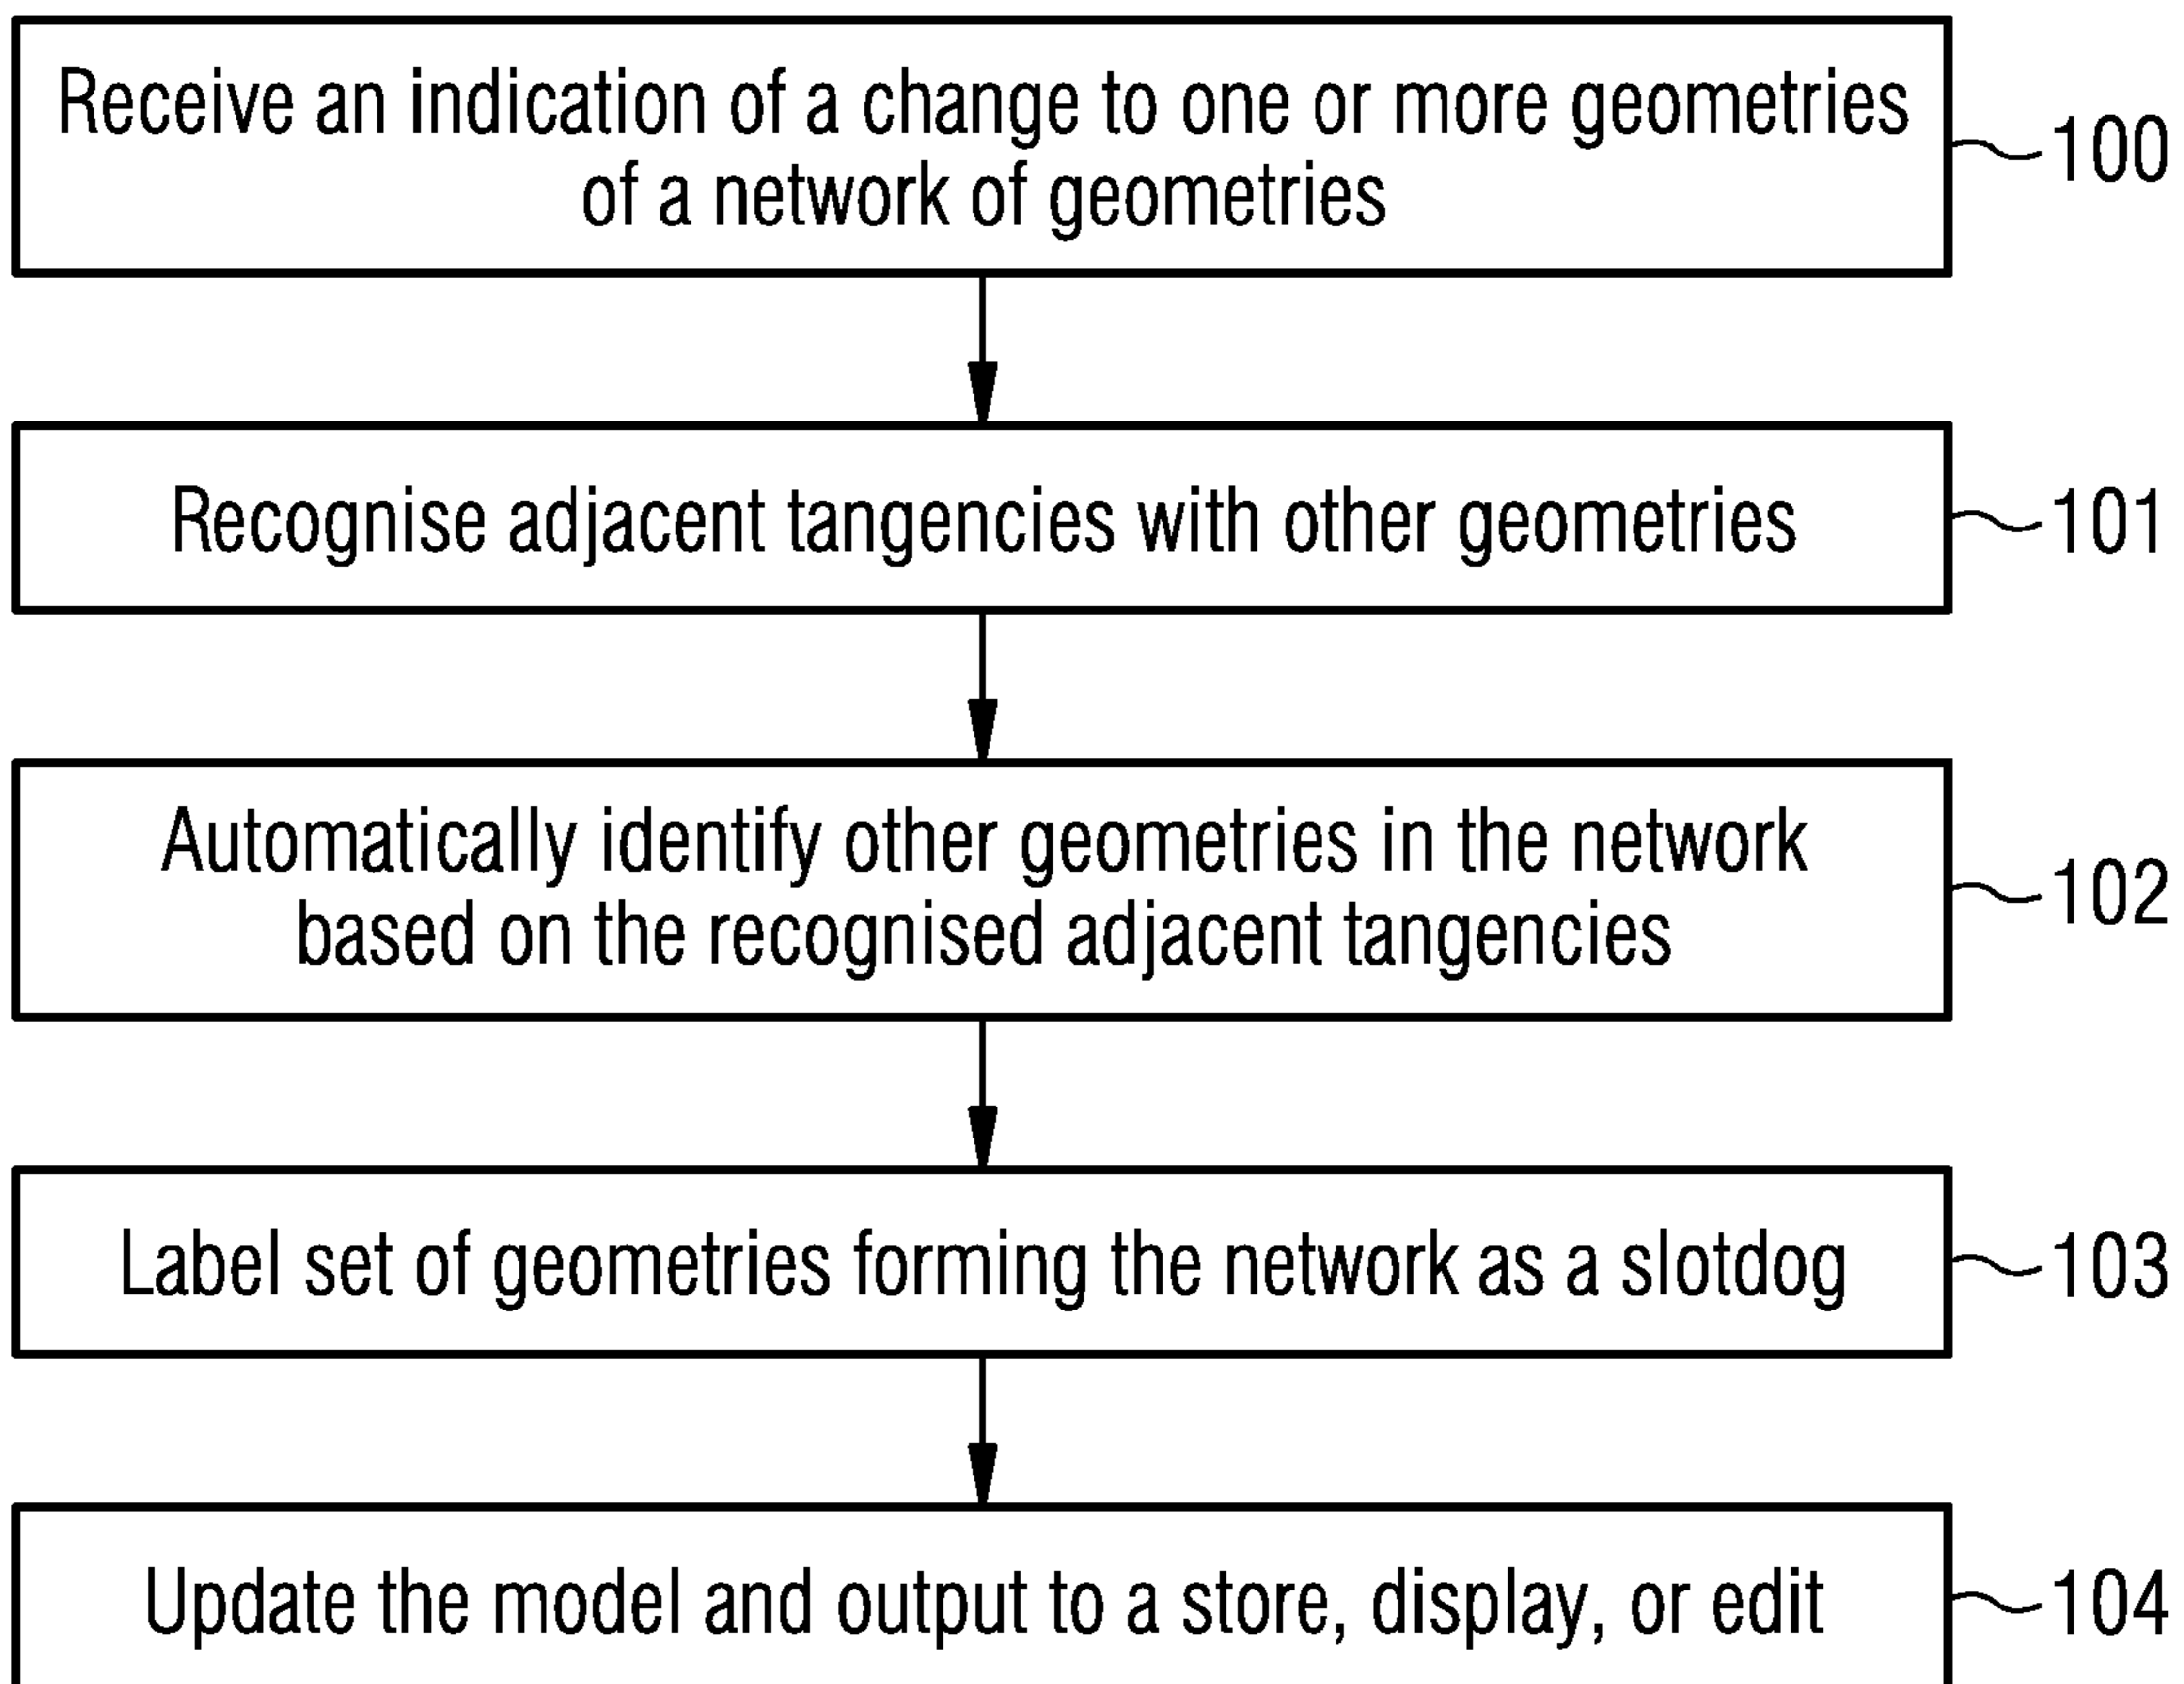 Receive an indication of a change to one or more geometries
of a network of geometries
100
Recognise adjacent tangencies with other geometries
101
Automatically identify other geometries in the network
based on the recognised adjacent tangencies
102
Label set of geometries forming the network as a slotdog
103
Update the model and output to a store, display, or edit
104